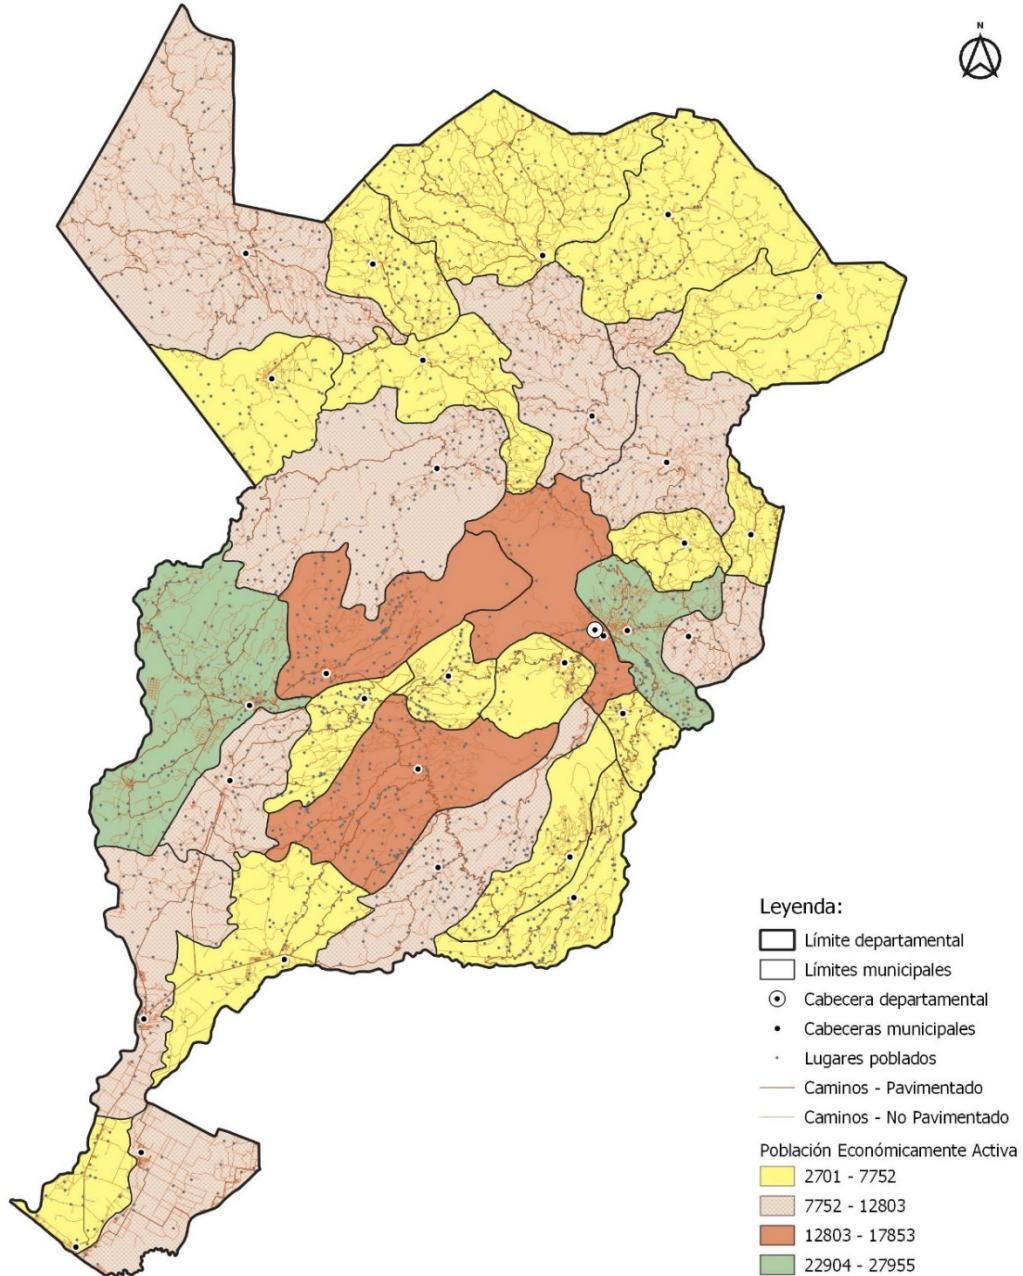 N
Leyenda:
Límite departamental
Límites municipales
Cabecera departamental
Cabeceras municipales
Lugares poblados
Caminos - Pavimentado
Caminos - No Pavimentado
Población Económicamente Activa
2701 - 7752
7752 - 12803
12803 - 17853
22904 - 27955